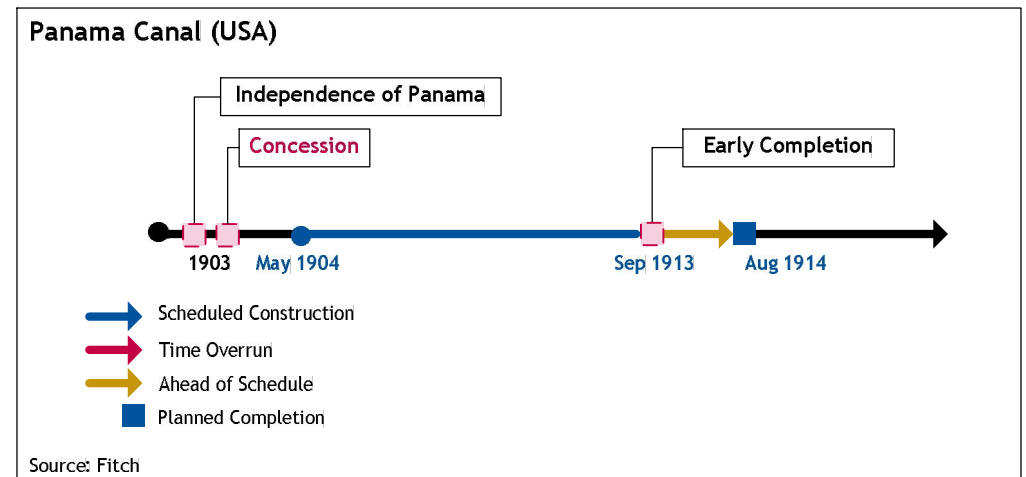 Panama Canal (USA)
Independence of Panama
Concession
Early Completion
1903
May 1904
Sep 1913
Aug 1914
Scheduled Construction
Time Overrun
Ahead of Schedule
Planned Completion
Source: Fitch